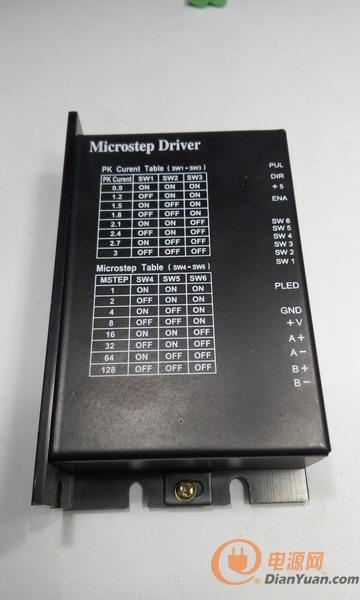 Microstep Driver
PK Curent Table ( SW1-SW3 )
PK Curent SW1 SW2 SW3
0.9 ON ON ON
1.2 OFF ON ON
1.5 ON OFF ON
1.8 OFF OFF ON
2.1 ON ON OFF
2.4 OFF ON OFF
2.7 ON OFF OFF
3 OFF OFF OFF
Microstep Table (SW4-SW6)
MSTEP SW4 SW5 SW6
1 ON ON ON
2 OFF ON ON
4 ON OFF ON
8 OFF OFF ON
16 ON ON OFF
32 OFF ON OFF
64 ON OFF OFF
128 OFF OFF OFF
PUL
DIR
+5
ENA
SW 6
SW 5
SW 4
SW 3
SW 2
SW 1
PLED
GND
+V
A+
A-
B+
B-
电源网
DianYuan.com